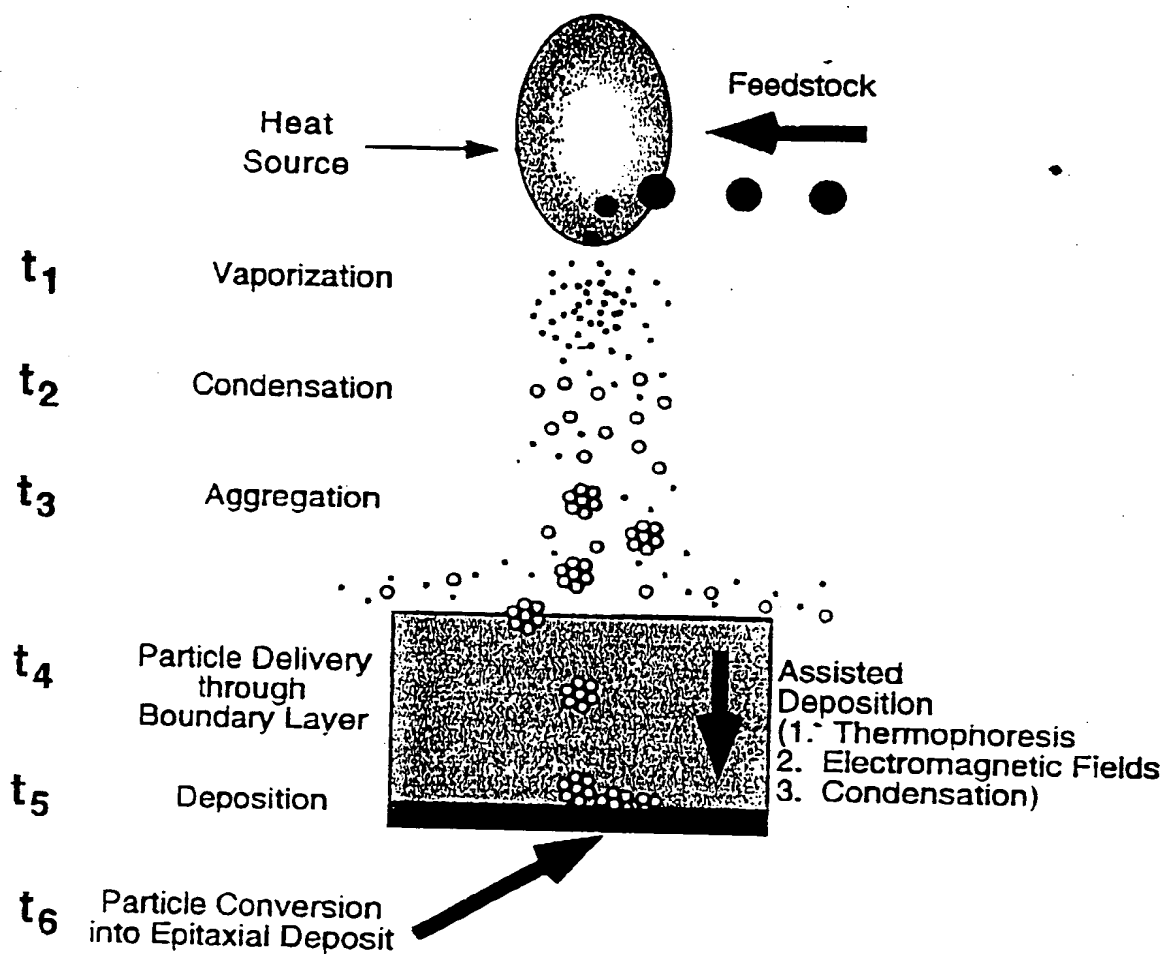 Feedstock
Heat
Source
t1 Vaporization
t2 Condensation
t3 Aggregation
t4 Particle Delivery
through
Boundary Layer
Assisted
Deposition
(1. Thermophoresis
2. Electromagnetic Fields
3. Condensation)
t5 Deposition
t6 Particle Conversion
into Epitaxial Deposit